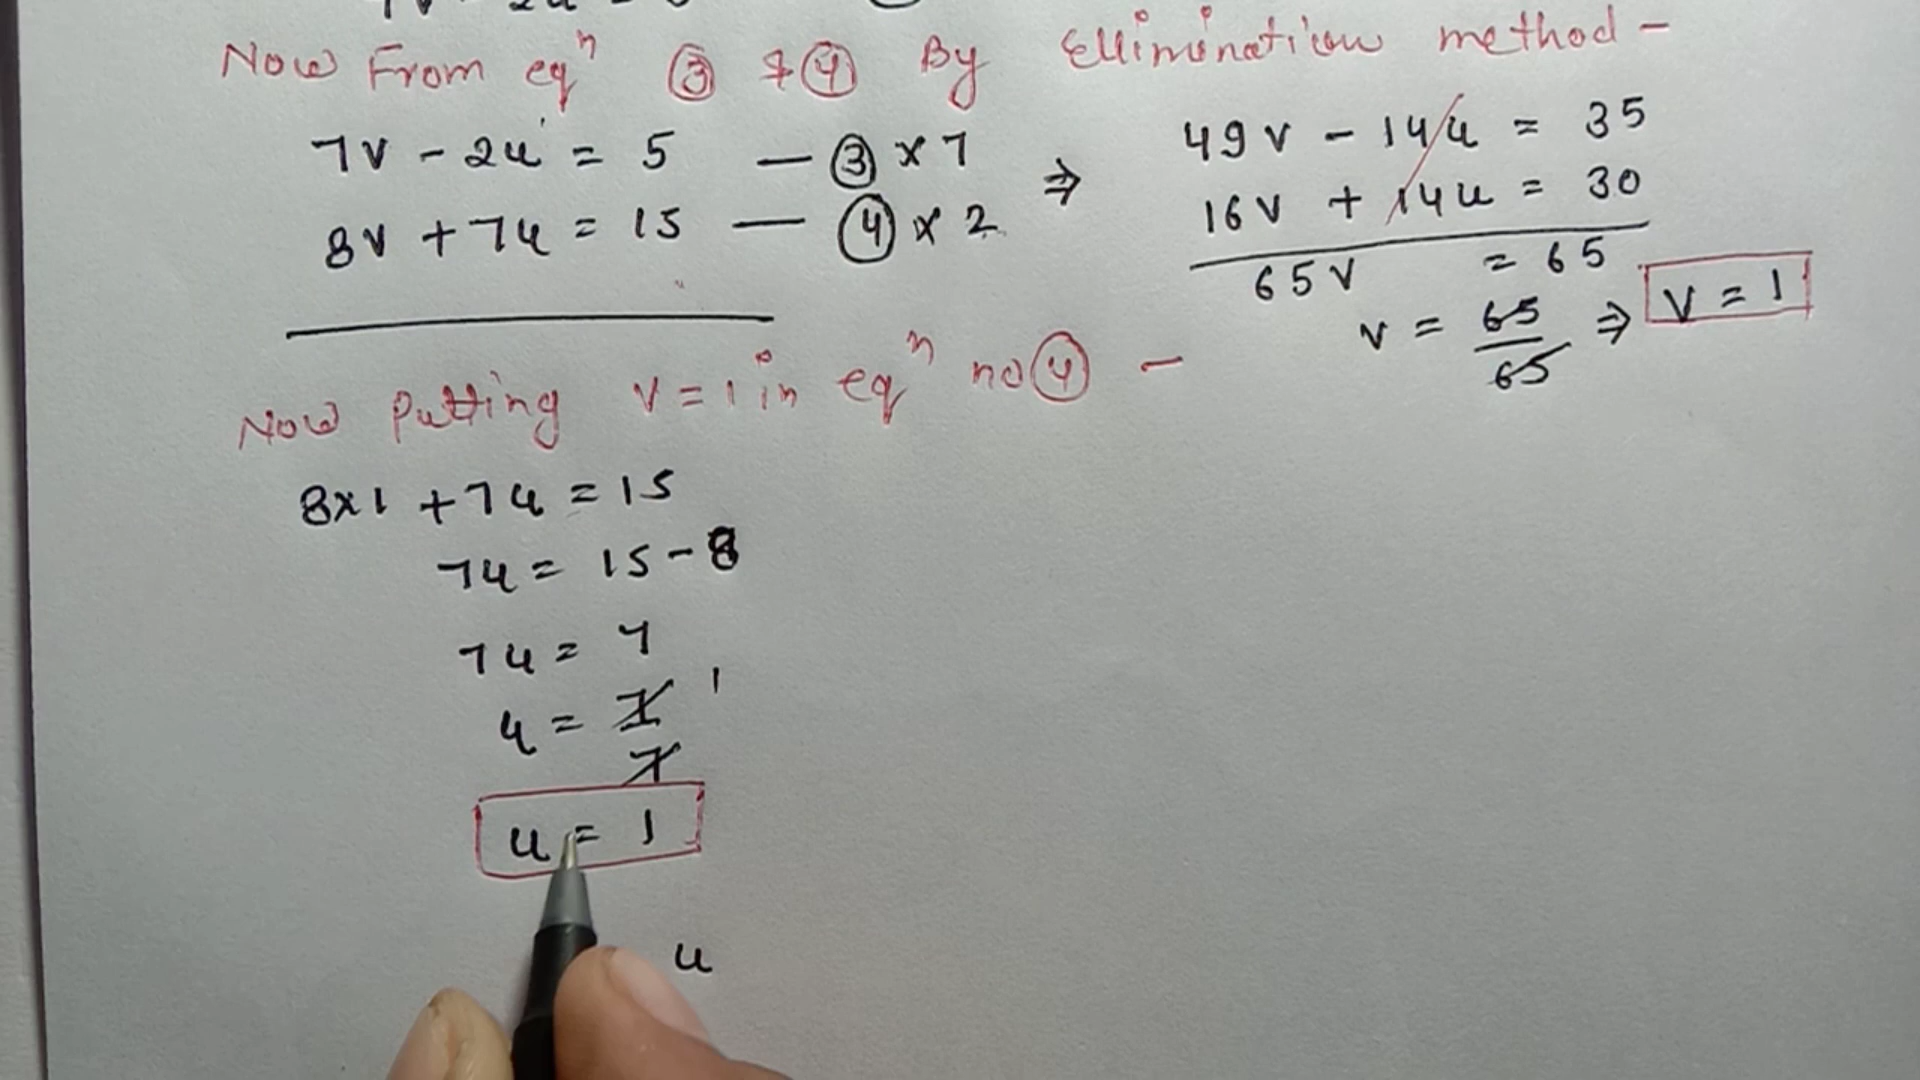 Now From eqⁿ ③ & ④ By Ellimination method -
7v - 2u = 5 — ③ × 7 ⇒ 49v - 14u = 35
8v + 7u = 15 — ④ × 2 16v + 14u = 30
65v = 65
v = 65/65 ⇒ v = 1
Now Putting v = 1 in eqⁿ no ④ -
8×1 + 7u = 15
7u = 15 - 8
7u = 7
u = 7/7 1
u = 1
u